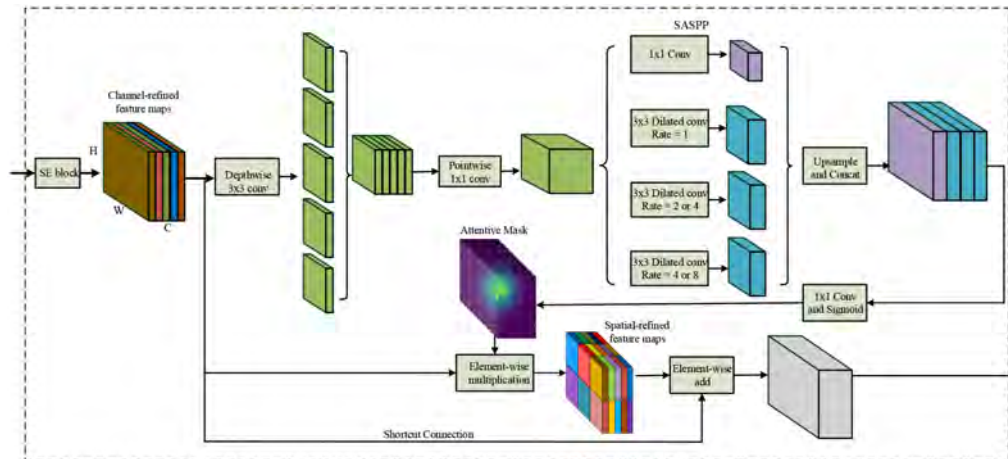 SASPP
1x1 Conv
Channel-refined
feature maps
3x3 Dilated conv
Rate = 1
H
SE block
Depthwise
3x3 conv
Pointwise
1x1 conv
Upsample
and Concat
W
C
3x3 Dilated conv
Rate = 2 or 4
Attentive Mask
3x3 Dilated conv
Rate = 4 or 8
1x1 Conv
and Sigmoid
Spatial-refined
feature maps
Element-wise
multiplication
Element-wise
add
Shortcut Connection